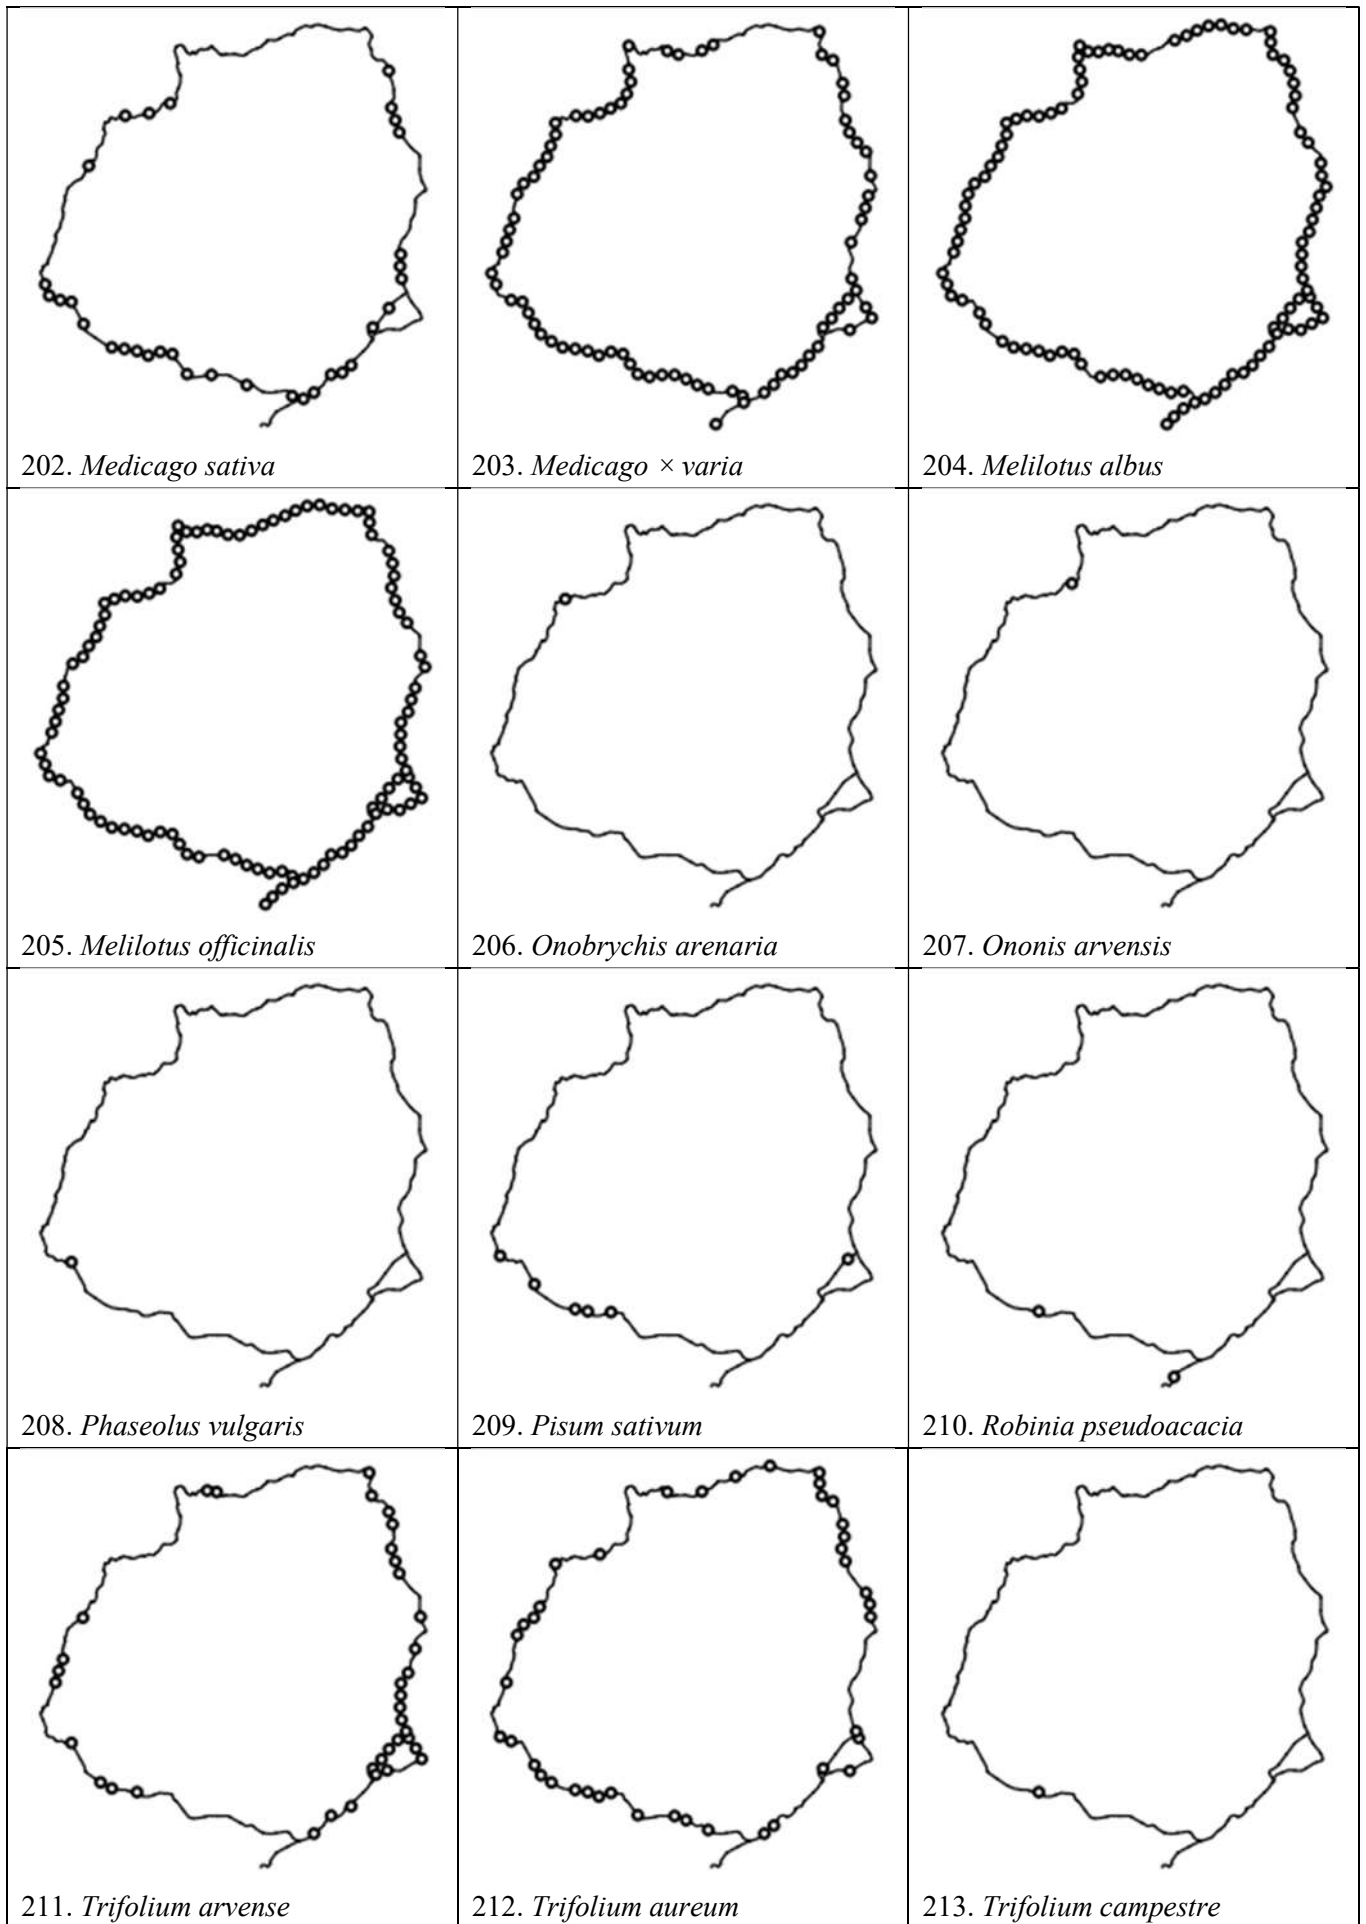 202. Medicago sativa
203. Medicago × varia
204. Melilotus albus
205. Melilotus officinalis
206. Onobrychis arenaria
207. Ononis arvensis
208. Phaseolus vulgaris
209. Pisum sativum
210. Robinia pseudoacacia
211. Trifolium arvense
212. Trifolium aureum
213. Trifolium campestre